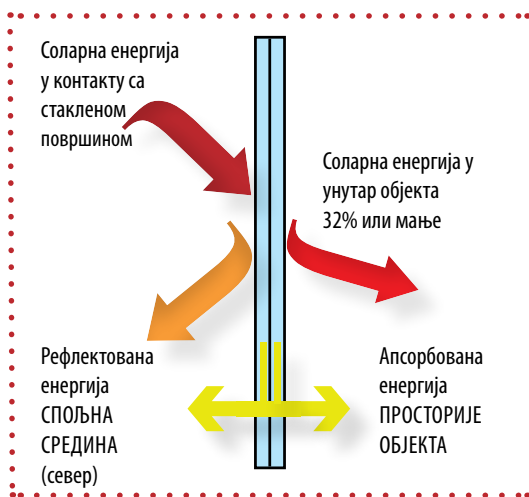 Соларна енергија
у контакту са
стакленом
површином
Соларна енергија у
унутар објекта
32% или мање
Рефлектована
енергија
СПОЉНА
СРЕДИНА
(север)
Апсорбована
енергија
ПРОСТОРИЈЕ
ОБЈЕКТА